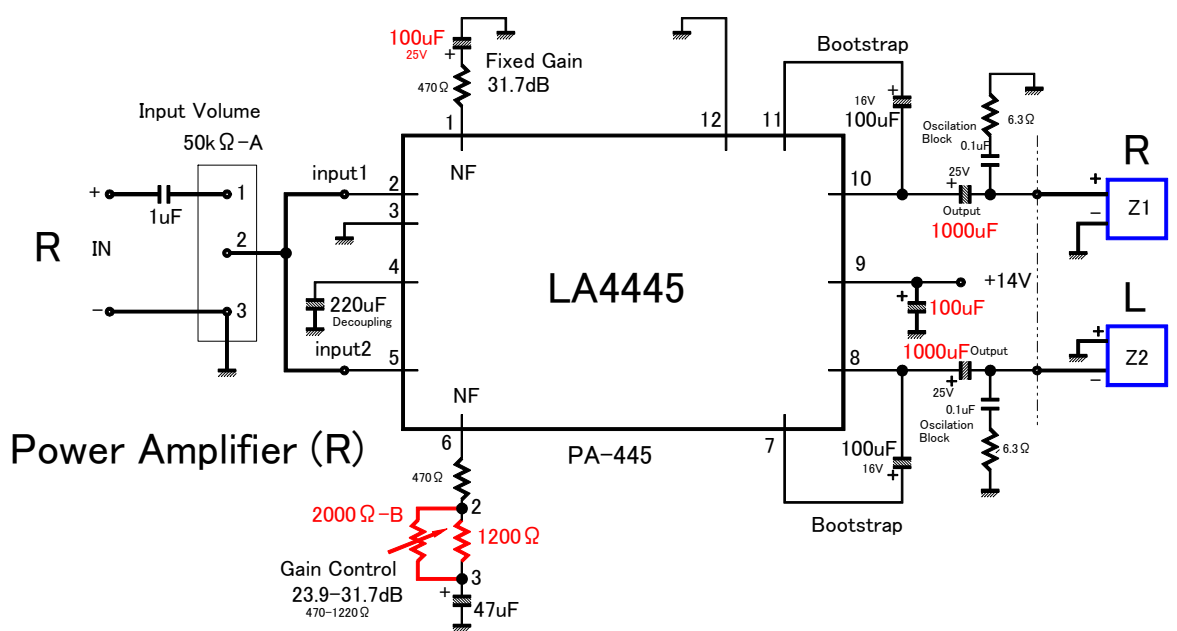 100uF
25V
+
470Ω
Fixed Gain
31.7dB
1
NF
12
11
Bootstrap
16V
+
100uF
Oscilation
Block
6.3Ω
0.1uF
R
Input Volume
50kΩ-A
+
1uF
1
R
IN
2
-
3
input1
2
3
4
220uF
Decoupling
input2
5
LA4445
10
25V
+
Output
1000uF
+
Z1
-
9
+14V
+
100uF
L
+
Z2
-
8
1000uF
Output
25V
+
0.1uF
Oscilation
Block
6.3Ω
NF
6
PA-445
7
100uF
16V
+
Bootstrap
Power Amplifier (R)
470Ω
2
2000Ω-B
1200Ω
3
Gain Control
23.9-31.7dB
470-1220Ω
+
47uF